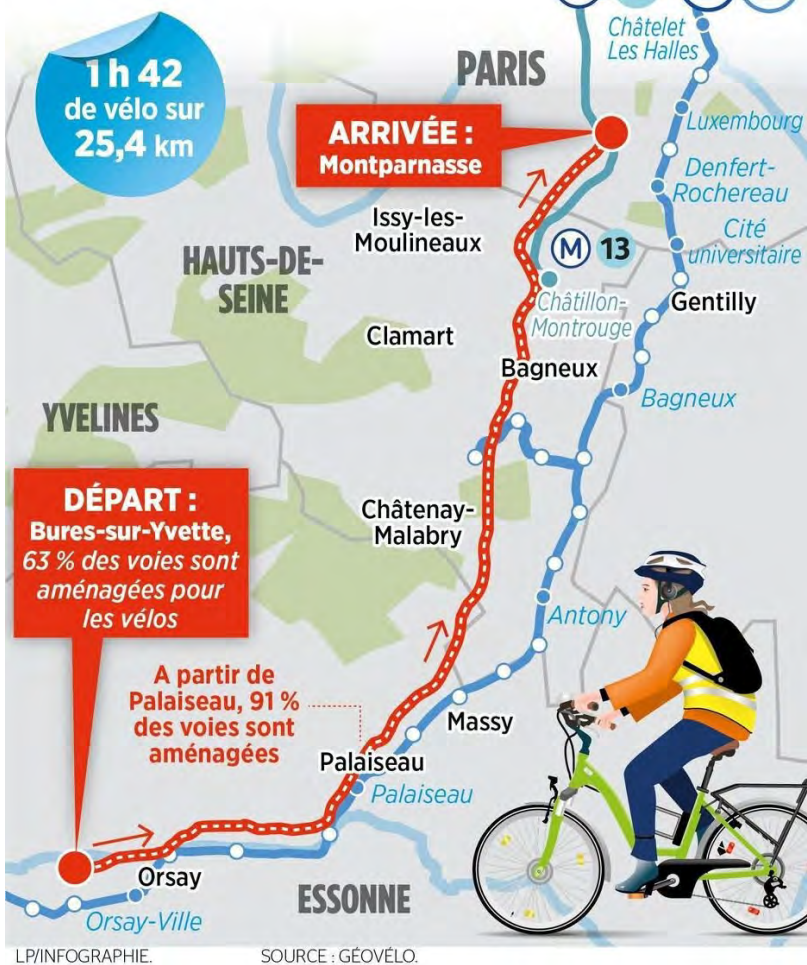 Châtelet
Les Halles
1 h 42
de vélo sur
25,4 km
PARIS
ARRIVÉE :
Montparnasse
Luxembourg
Denfert-
Rochereau
Issy-les-
Moulineaux
Cité
universitaire
M 13
HAUTS-DE-
SEINE
Châtillon-
Montrouge
Gentilly
Clamart
Bagneux
Bagneux
YVELINES
DÉPART :
Bures-sur-Yvette,
63 % des voies sont
aménagées pour
les vélos
Châtenay-
Malabry
Antony
A partir de
Palaiseau, 91 %
des voies sont
aménagées
Massy
Palaiseau
Palaiseau
Orsay
ESSONNE
Orsay-Ville
LP/INFOGRAPHIE.
SOURCE : GÉOVÉLO.